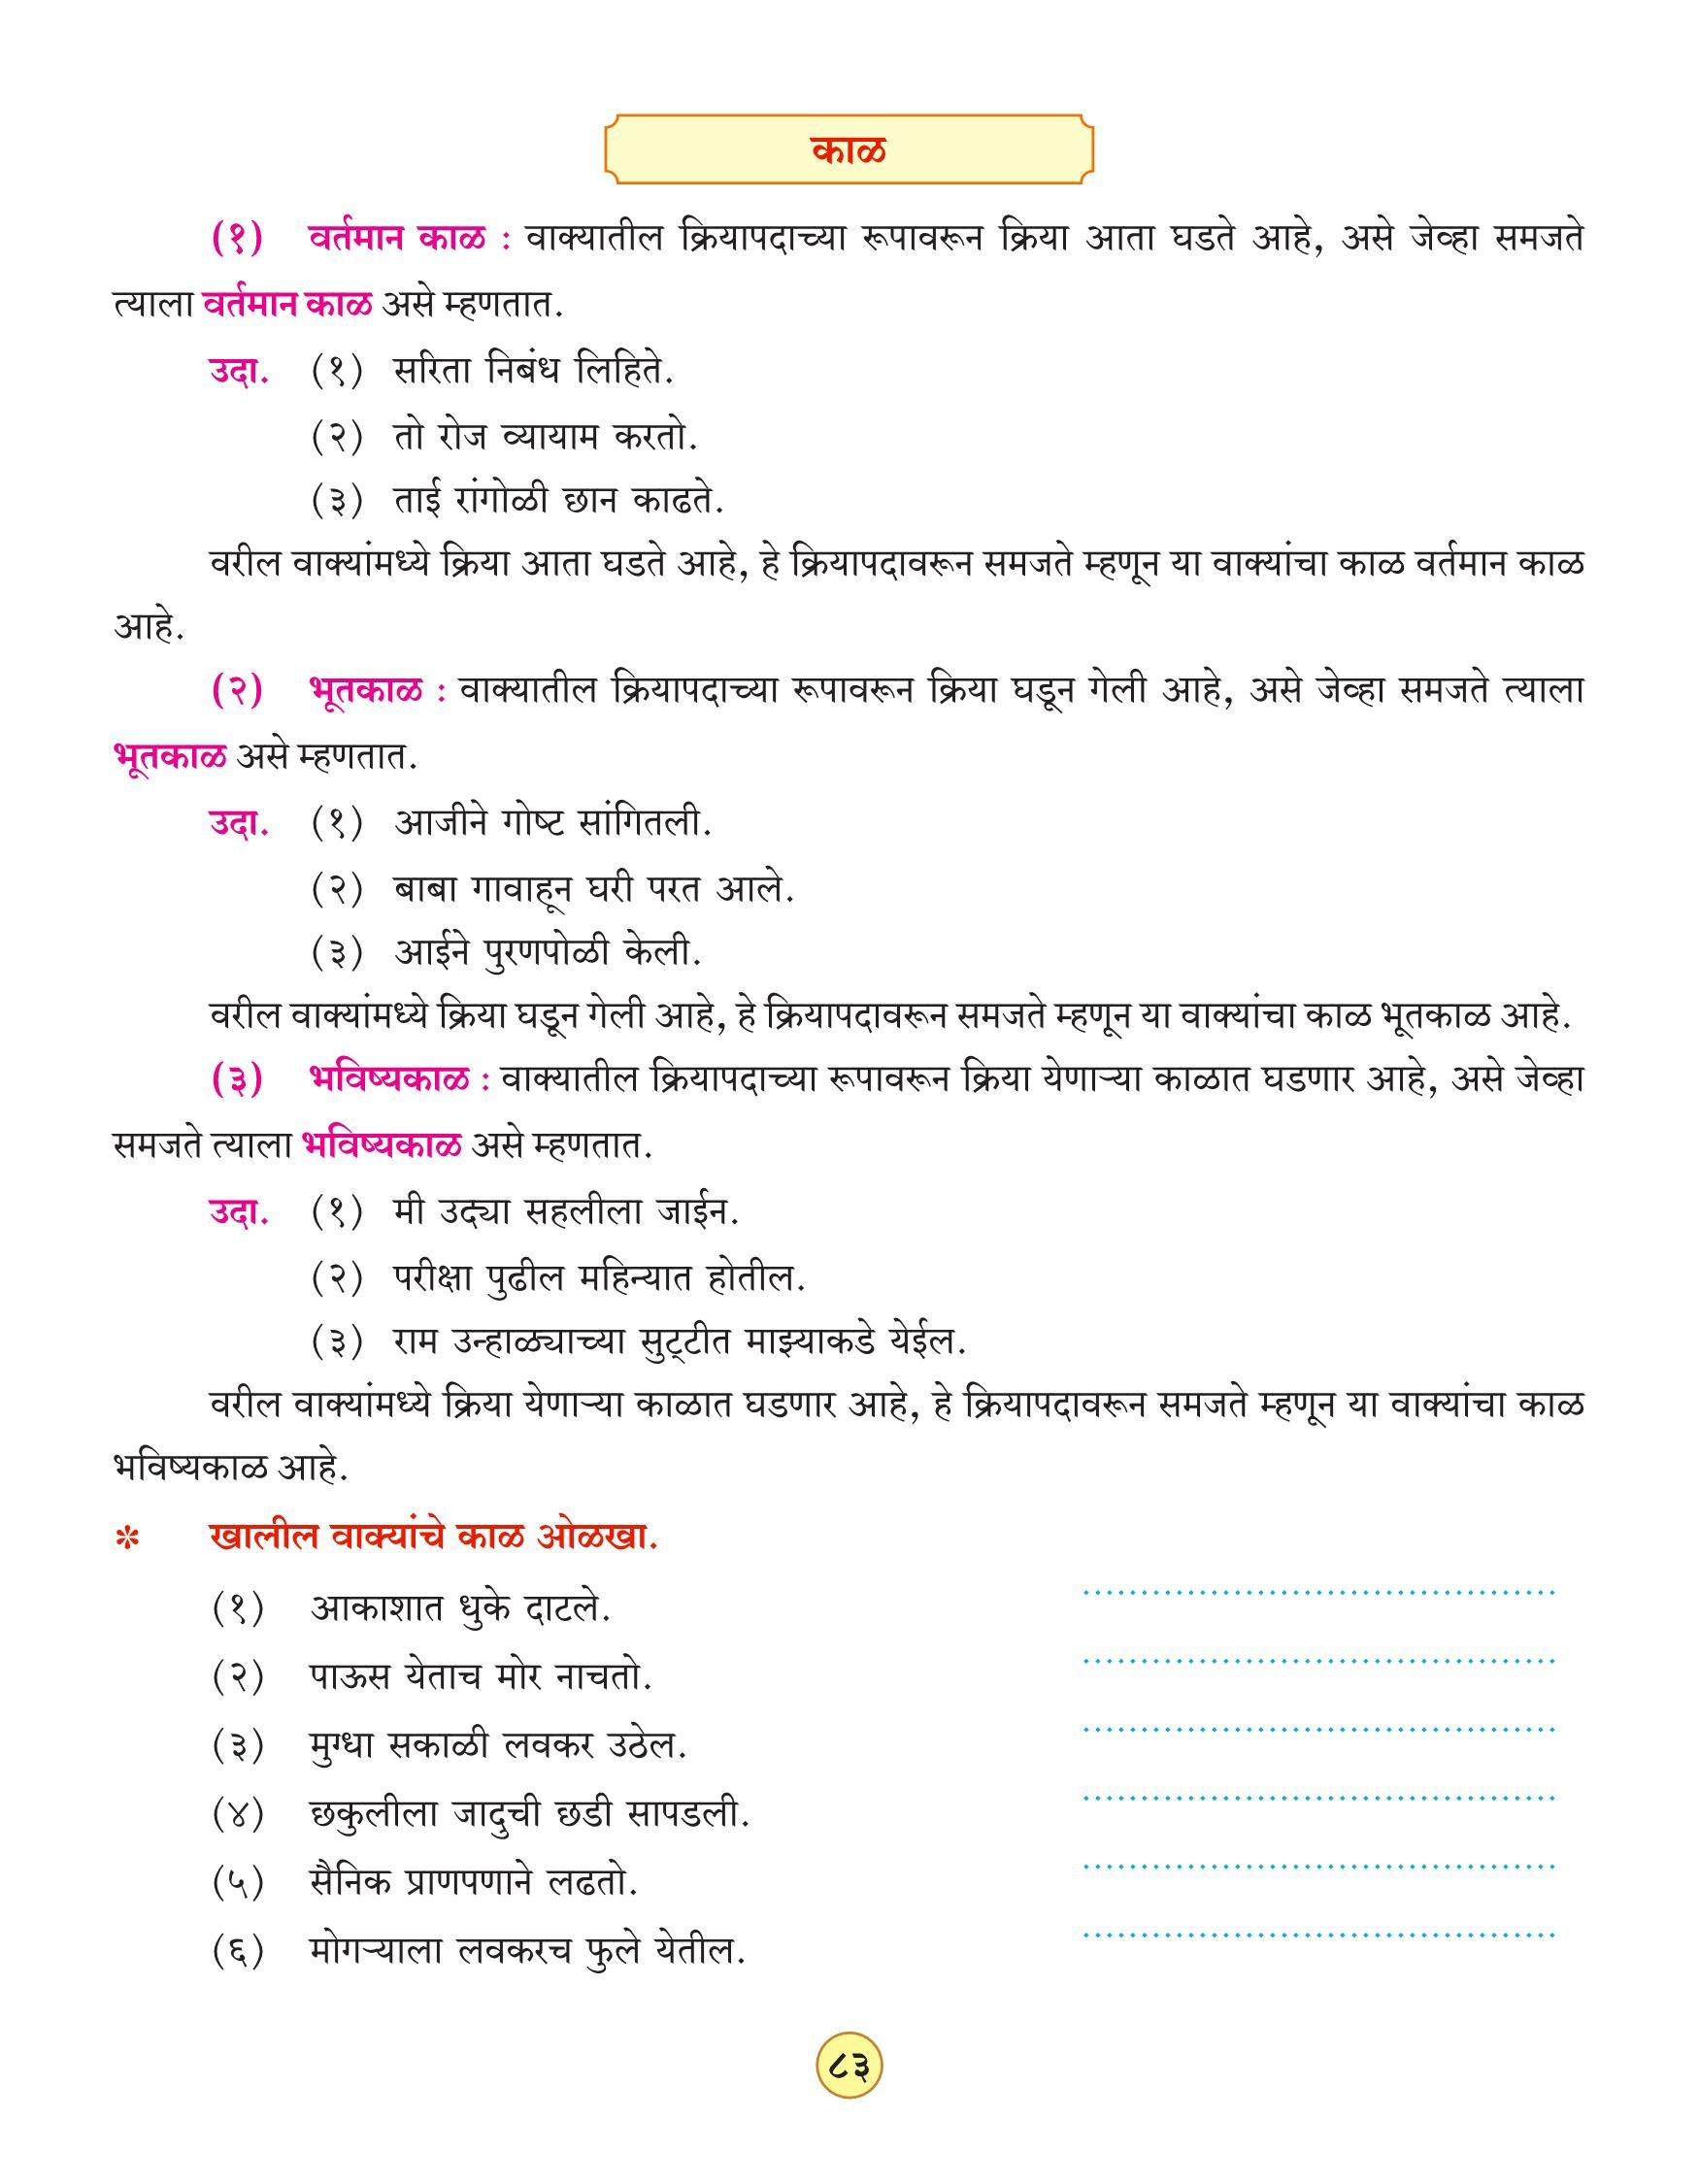 काळ
(१) वर्तमान काळ : वाक्यातील क्रियापदाच्या रूपावरून क्रिया आता घडते आहे, असे जेव्हा समजते
त्याला वर्तमान काळ असे म्हणतात.
उदा. (१) सरिता निबंध लिहिते.
(२) तो रोज व्यायाम करतो.
(३) ताई रांगोळी छान काढते.
वरील वाक्यांमध्ये क्रिया आता घडते आहे, हे क्रियापदावरून समजते म्हणून या वाक्यांचा काळ वर्तमान काळ
आहे.
(२) भूतकाळ : वाक्यातील क्रियापदाच्या रूपावरून क्रिया घडून गेली आहे, असे जेव्हा समजते त्याला
भूतकाळ असे म्हणतात.
उदा. (१) आजीने गोष्ट सांगितली.
(२) बाबा गावाहून घरी परत आले.
(३) आईने पुरणपोळी केली.
वरील वाक्यांमध्ये क्रिया घडून गेली आहे, हे क्रियापदावरून समजते म्हणून या वाक्यांचा काळ भूतकाळ आहे.
(३) भविष्यकाळ : वाक्यातील क्रियापदाच्या रूपावरून क्रिया येणाऱ्या काळात घडणार आहे, असे जेव्हा
समजते त्याला भविष्यकाळ असे म्हणतात.
उदा. (१) मी उद्या सहलीला जाईन.
(२) परीक्षा पुढील महिन्यात होतील.
(३) राम उन्हाळ्याच्या सुट्टीत माझ्याकडे येईल.
वरील वाक्यांमध्ये क्रिया येणाऱ्या काळात घडणार आहे, हे क्रियापदावरून समजते म्हणून या वाक्यांचा काळ
भविष्यकाळ आहे.
* खालील वाक्यांचे काळ ओळखा.
(१) आकाशात धुके दाटले. ........................................
(२) पाऊस येताच मोर नाचतो. ........................................
(३) मुग्धा सकाळी लवकर उठेल. ........................................
(४) छकुलीला जादुची छडी सापडली. ........................................
(५) सैनिक प्राणपणाने लढतो. ........................................
(६) मोगऱ्याला लवकरच फुले येतील. ........................................
८३